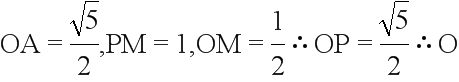 OA = √5/2 ,PM = 1,OM = 1/2 ∴ OP = √5/2 ∴ O